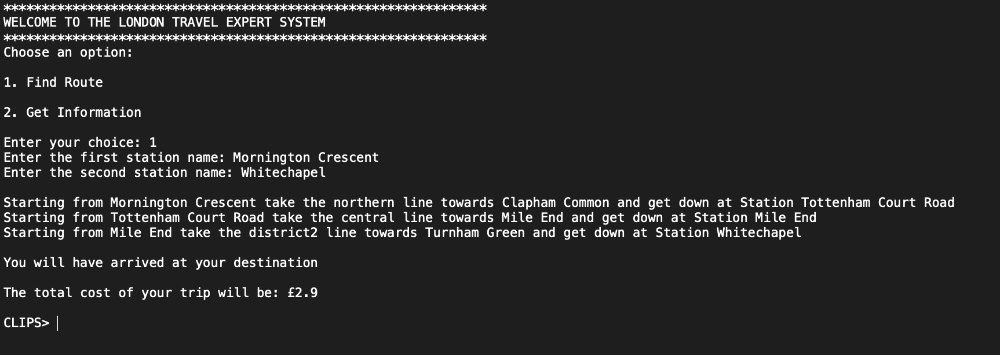 ***************************************************************
WELCOME TO THE LONDON TRAVEL EXPERT SYSTEM
***************************************************************
Choose an option:
1. Find Route
2. Get Information
Enter your choice: 1
Enter the first station name: Mornington Crescent
Enter the second station name: Whitechapel
Starting from Mornington Crescent take the northern line towards Clapham Common and get down at Station Tottenham Court Road
Starting from Tottenham Court Road take the central line towards Mile End and get down at Station Mile End
Starting from Mile End take the district2 line towards Turnham Green and get down at Station Whitechapel
You will have arrived at your destination
The total cost of your trip will be: £2.9
CLIPS>